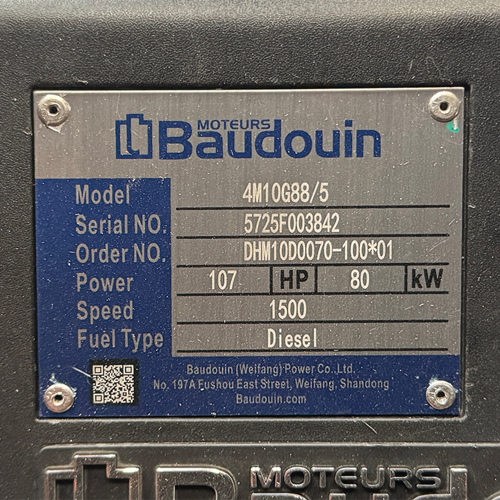 MOTEURS
Baudouin
Model 4M10G88/5
Serial NO. 5725F003842
Order NO. DHM10D0070-100*01
Power 107 HP 80 kW
Speed 1500
Fuel Type Diesel
Baudouin (Weifang) Power Co., Ltd.
No. 197A Fushou East Street, Weifang, Shandong
Baudouin.com
MOTEURS